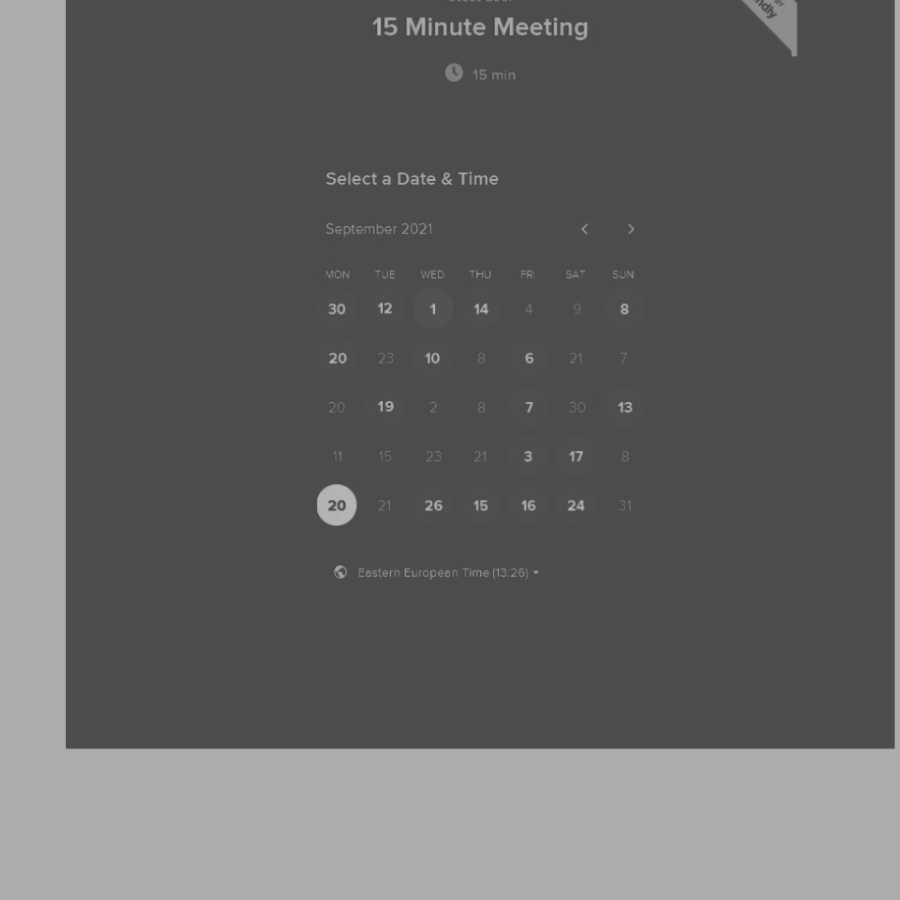 15 Minute Meeting
15 min
Select a Date & Time
September 2021
MON TUE WED THU FRI SAT SUN
30 12 1 14 4 9 8
20 23 10 8 6 21 7
20 19 2 8 7 30 13
11 15 23 21 3 17 8
20 21 26 15 16 24 31
Eastern European Time (13:26)